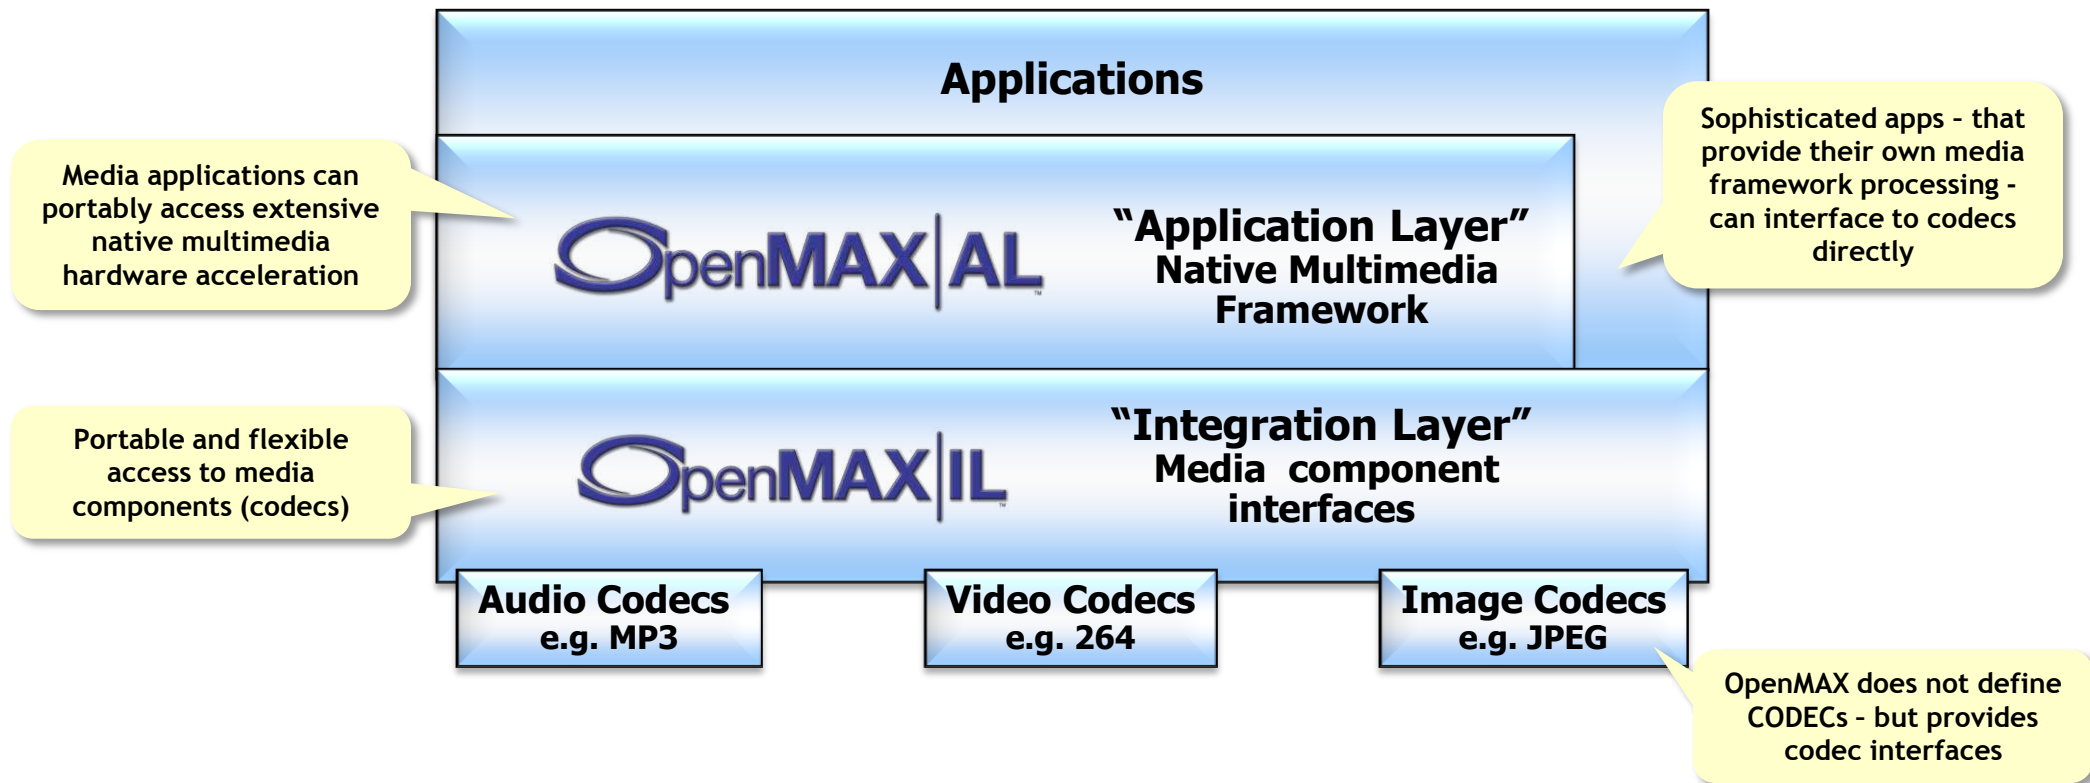 Applications
Sophisticated apps – that
provide their own media
framework processing -
can interface to codecs
directly
Media applications can
portably access extensive
native multimedia
hardware acceleration
OpenMAX|AL™
“Application Layer”
Native Multimedia
Framework
Portable and flexible
access to media
components (codecs)
OpenMAX|IL™
“Integration Layer”
Media component
interfaces
Audio Codecs
e.g. MP3
Video Codecs
e.g. 264
Image Codecs
e.g. JPEG
OpenMAX does not define
CODECs – but provides
codec interfaces